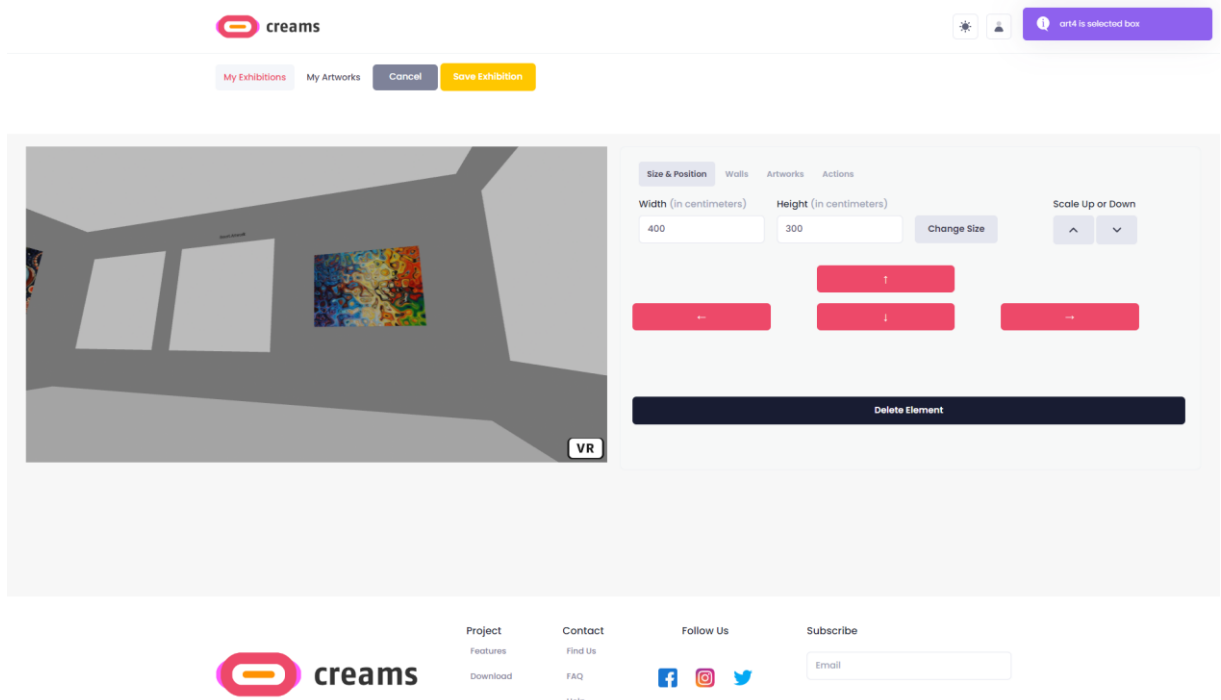 creams
art4 is selected box
My Exhibitions My Artworks Cancel Save Exhibition
Size & Position Walls Artworks Actions
Width (in centimeters) Height (in centimeters) Scale Up or Down
400 300 Change Size
↑
← ↓ →
Delete Element
VR
Project Contact Follow Us Subscribe
Features Find Us
Email
creams
Download FAQ
Help